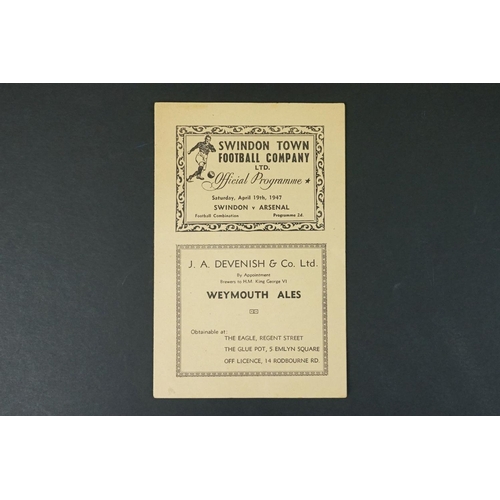 SWINDON TOWN
FOOTBALL COMPANY
LTD.
Official Programme
Saturday, April 19th, 1947
SWINDON v ARSENAL
Football Combination Programme 2d
J. A. DEVENISH & Co. Ltd.
By Appointment
Brewers to H.M. King George VI
WEYMOUTH ALES
Obtainable at:
THE EAGLE, REGENT STREET
THE GLUE POT, 5 EMLYN SQUARE
OFF LICENCE, 14 RODBOURNE RD.